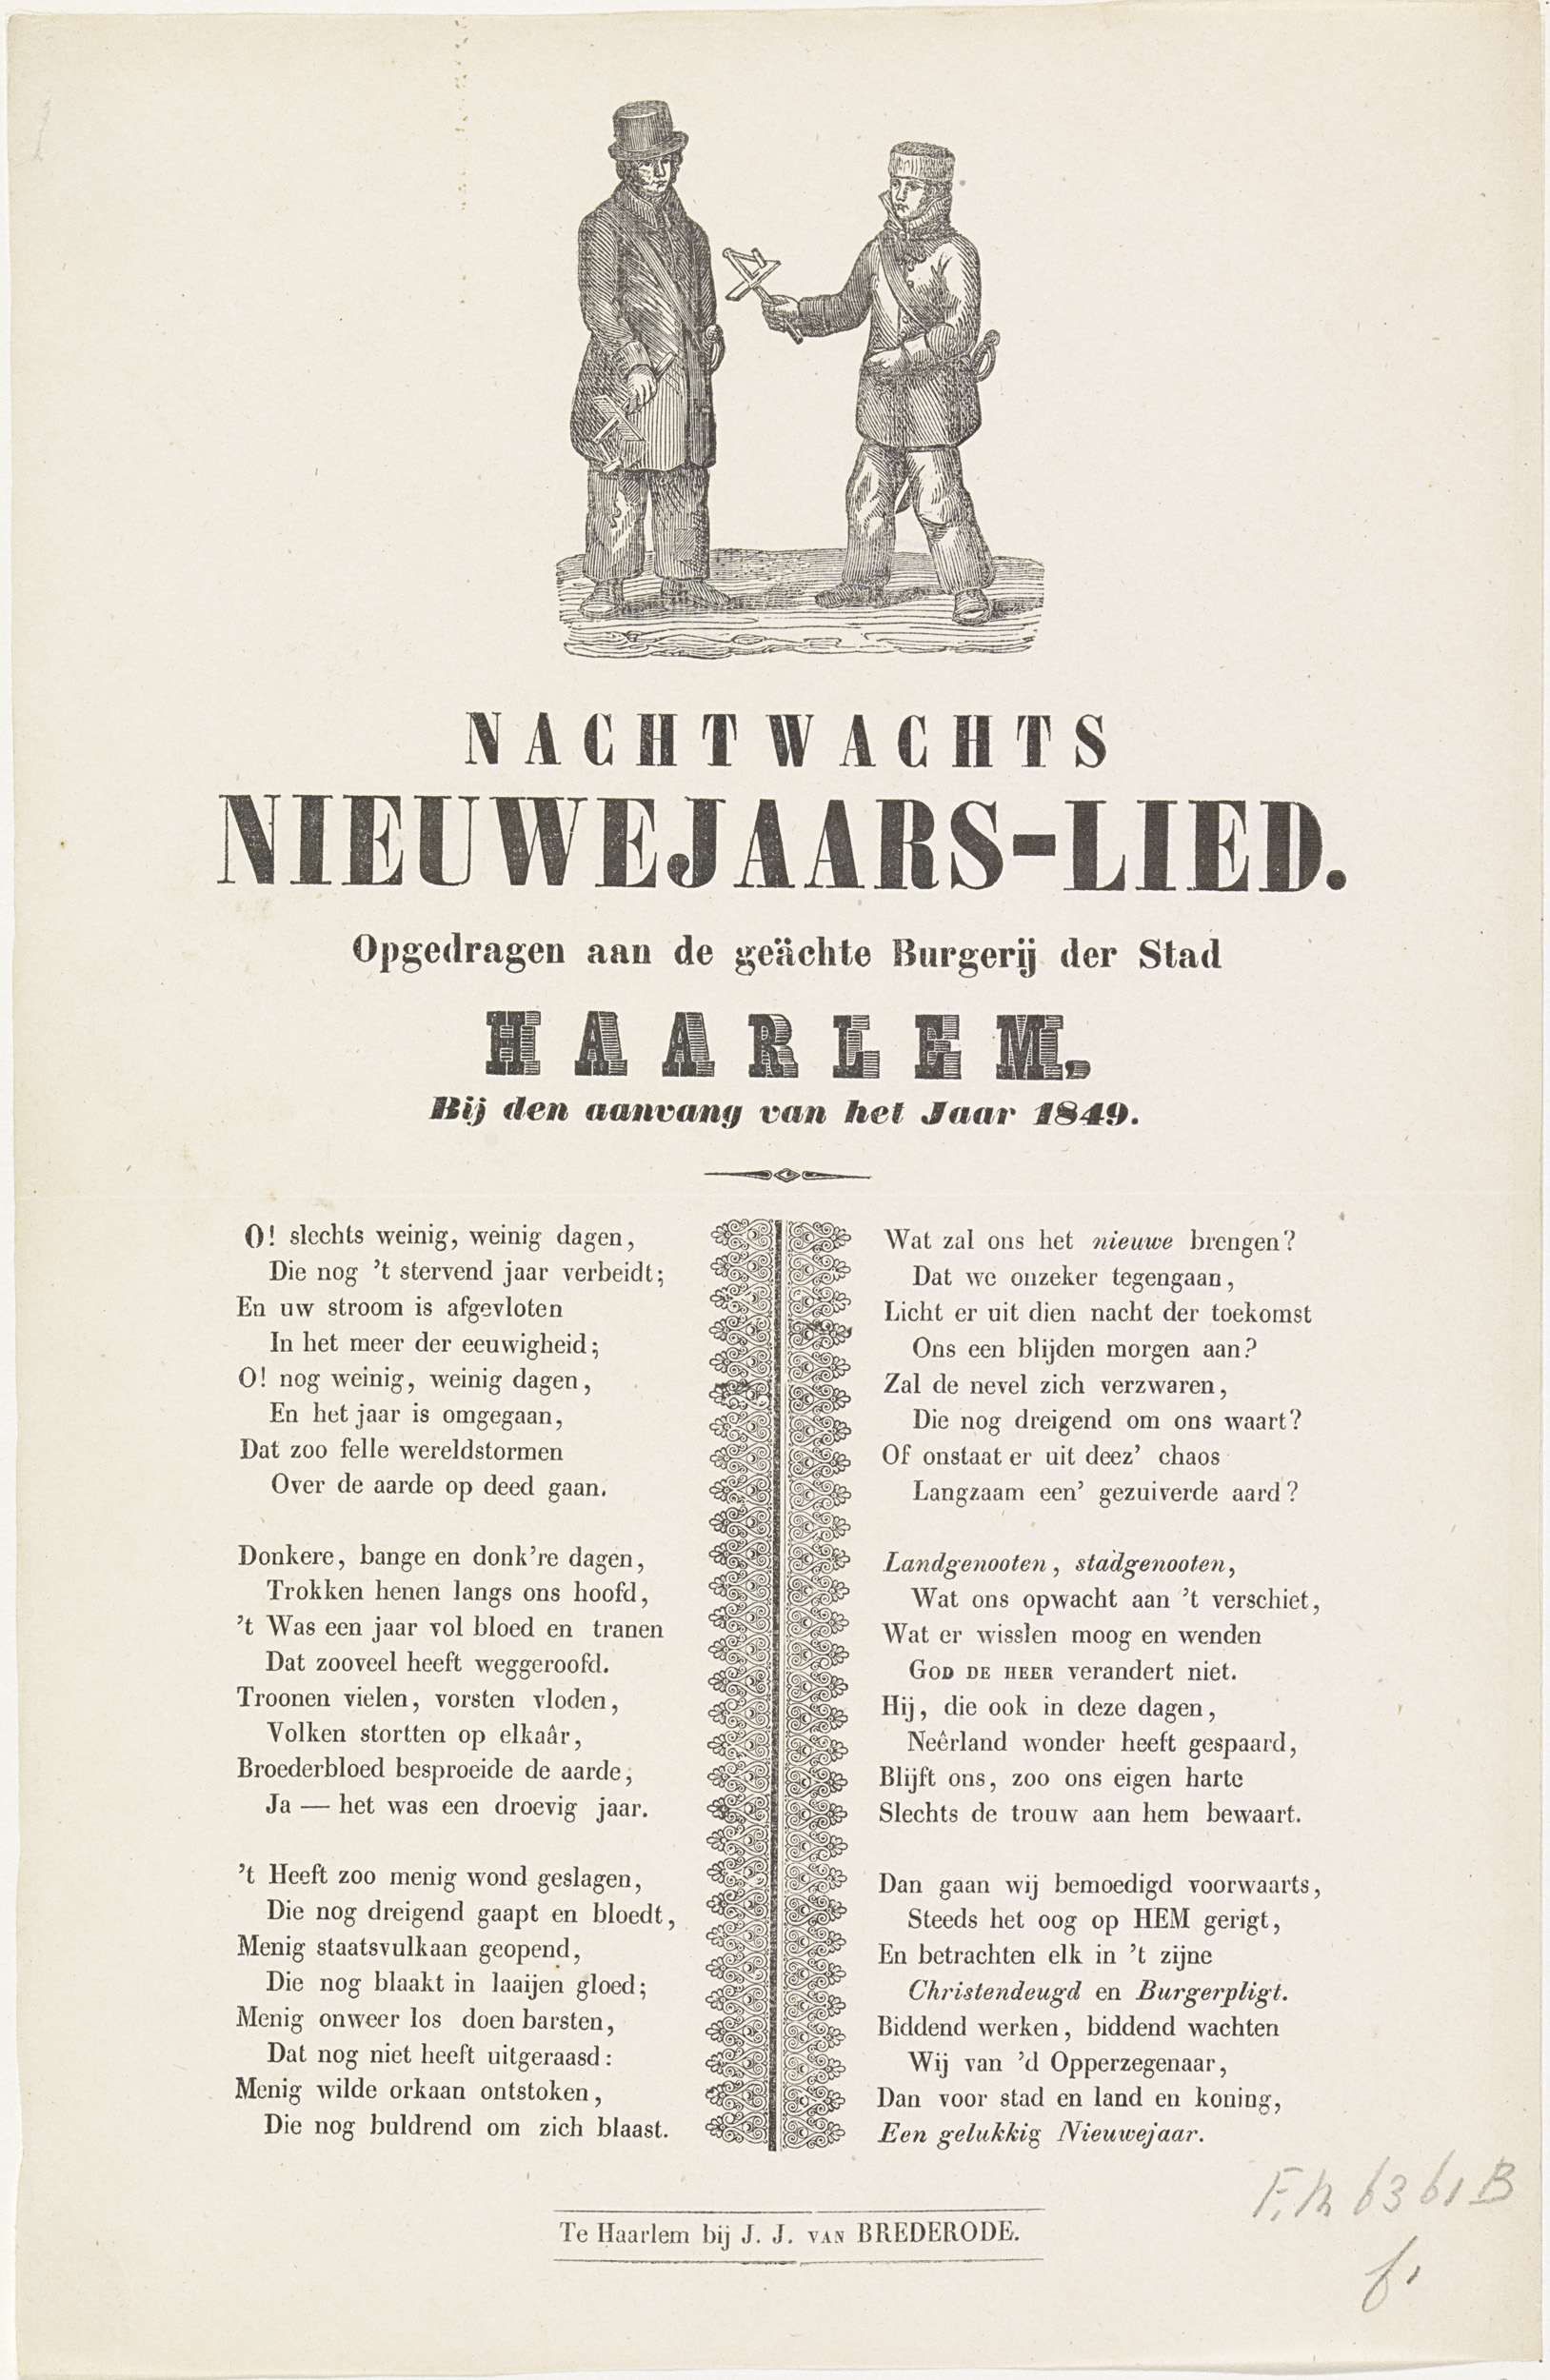 NACHTWACHTS
NIEUWEJAARS-LIED.
Opgedragen aan de geächte Burgerij der Stad
HAARLEM,
Bij den aanvang van het Jaar 1849.
O! slechts weinig, weinig dagen,
Die nog 't stervend jaar verbeidt;
En uw stroom is afgevloten
In het meer der eeuwigheid;
O! nog weinig, weinig dagen,
En het jaar is omgegaan,
Dat zoo felle wereldstormen
Over de aarde op deed gaan.
Donkere, bange en donk're dagen,
Trokken henen langs ons hoofd,
't Was een jaar vol bloed en tranen
Dat zooveel heeft weggeroofd.
Troonen vielen, vorsten vloden,
Volken stortten op elkaâr,
Broederbloed besproeide de aarde,
Ja — het was een droevig jaar.
't Heeft zoo menig wond geslagen,
Die nog dreigend gaapt en bloedt,
Menig staatsvulkaan geopend,
Die nog blaakt in laaijen gloed;
Menig onweer los doen barsten,
Dat nog niet heeft uitgeraasd:
Menig wilde orkaan ontstoken,
Die nog buldrend om zich blaast.
Wat zal ons het nieuwe brengen?
Dat we onzeker tegengaan,
Licht er uit dien nacht der toekomst
Ons een blijden morgen aan?
Zal de nevel zich verzwaren,
Die nog dreigend om ons waart?
Of onstaat er uit deez' chaos
Langzaam een' gezuiverde aard?
Landgenooten, stadgenooten,
Wat ons opwacht aan 't verschiet,
Wat er wisslen moog en wenden
GOD DE HEER verandert niet.
Hij, die ook in deze dagen,
Neêrland wonder heeft gespaard,
Blijft ons, zoo ons eigen harte
Slechts de trouw aan hem bewaart.
Dan gaan wij bemoedigd voorwaarts,
Steeds het oog op HEM gerigt,
En betrachten elk in 't zijne
Christendeugd en Burgerpligt.
Biddend werken, biddend wachten
Wij van 'd Opperzegenaar,
Dan voor stad en land en koning,
Een gelukkig Nieuwejaar.
Te Haarlem bij J. J. VAN BREDERODE.
6361B